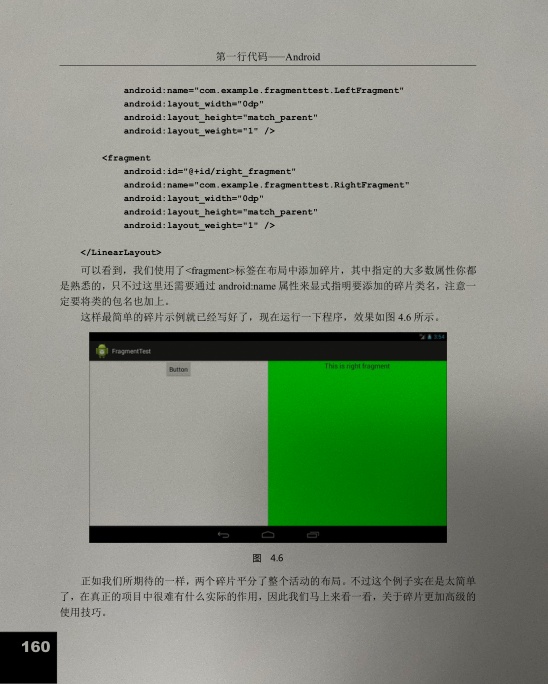 第一行代码——Android
android:name="com.example.fragmenttest.LeftFragment"
android:layout_width="0dp"
android:layout_height="match_parent"
android:layout_weight="1" />
<fragment
android:id="@+id/right_fragment"
android:name="com.example.fragmenttest.RightFragment"
android:layout_width="0dp"
android:layout_height="match_parent"
android:layout_weight="1" />
</LinearLayout>
可以看到，我们使用了<fragment>标签在布局中添加碎片，其中指定的大多数属性你都
是熟悉的，只不过这里还需要通过 android:name 属性来显式指明要添加的碎片类名，注意一
定要将类的包名也加上。
这样最简单的碎片示例就已经写好了，现在运行一下程序，效果如图 4.6 所示。
3:54
FragmentTest
Button
This is right fragment
图 4.6
正如我们所期待的一样，两个碎片平分了整个活动的布局。不过这个例子实在是太简单
了，在真正的项目中很难有什么实际的作用，因此我们马上来看一看，关于碎片更加高级的
使用技巧。
160